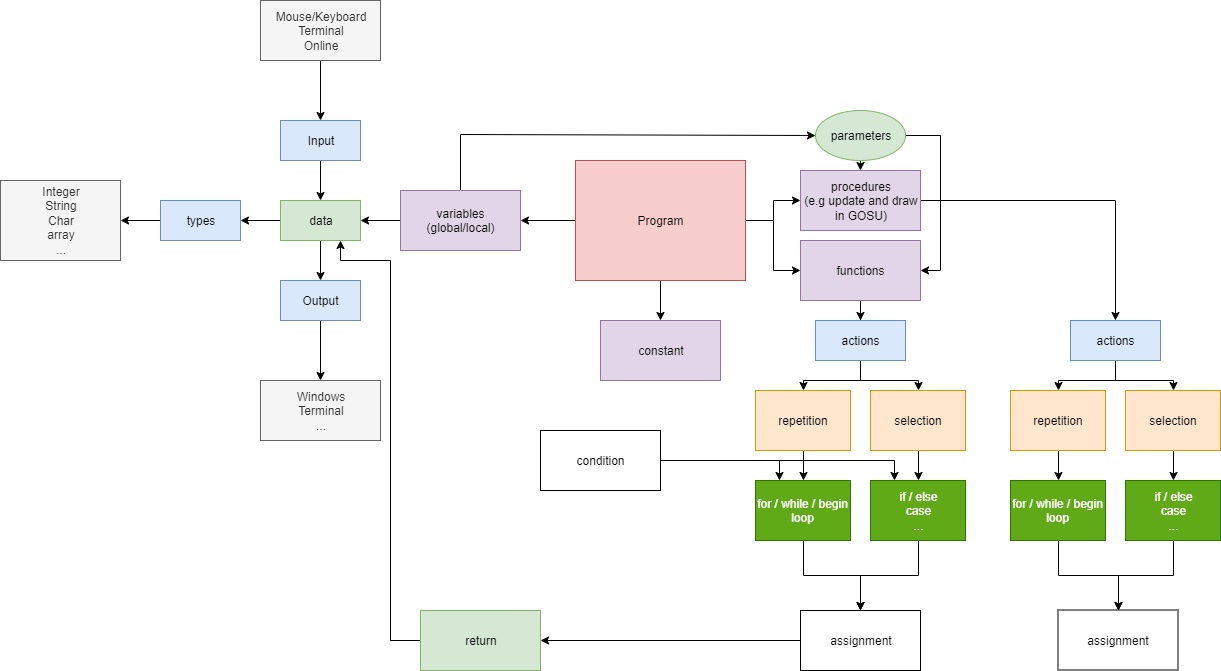 Mouse/Keyboard
Terminal
Online
Input
parameters
Integer
String
Char
array
...
types
data
variables
(global/local)
Program
procedures
(e.g update and draw
in GOSU)
functions
Output
constant
actions
actions
Windows
Terminal
...
repetition
selection
repetition
selection
condition
for / while / begin
loop
if / else
case
...
for / while / begin
loop
if / else
case
...
return
assignment
assignment